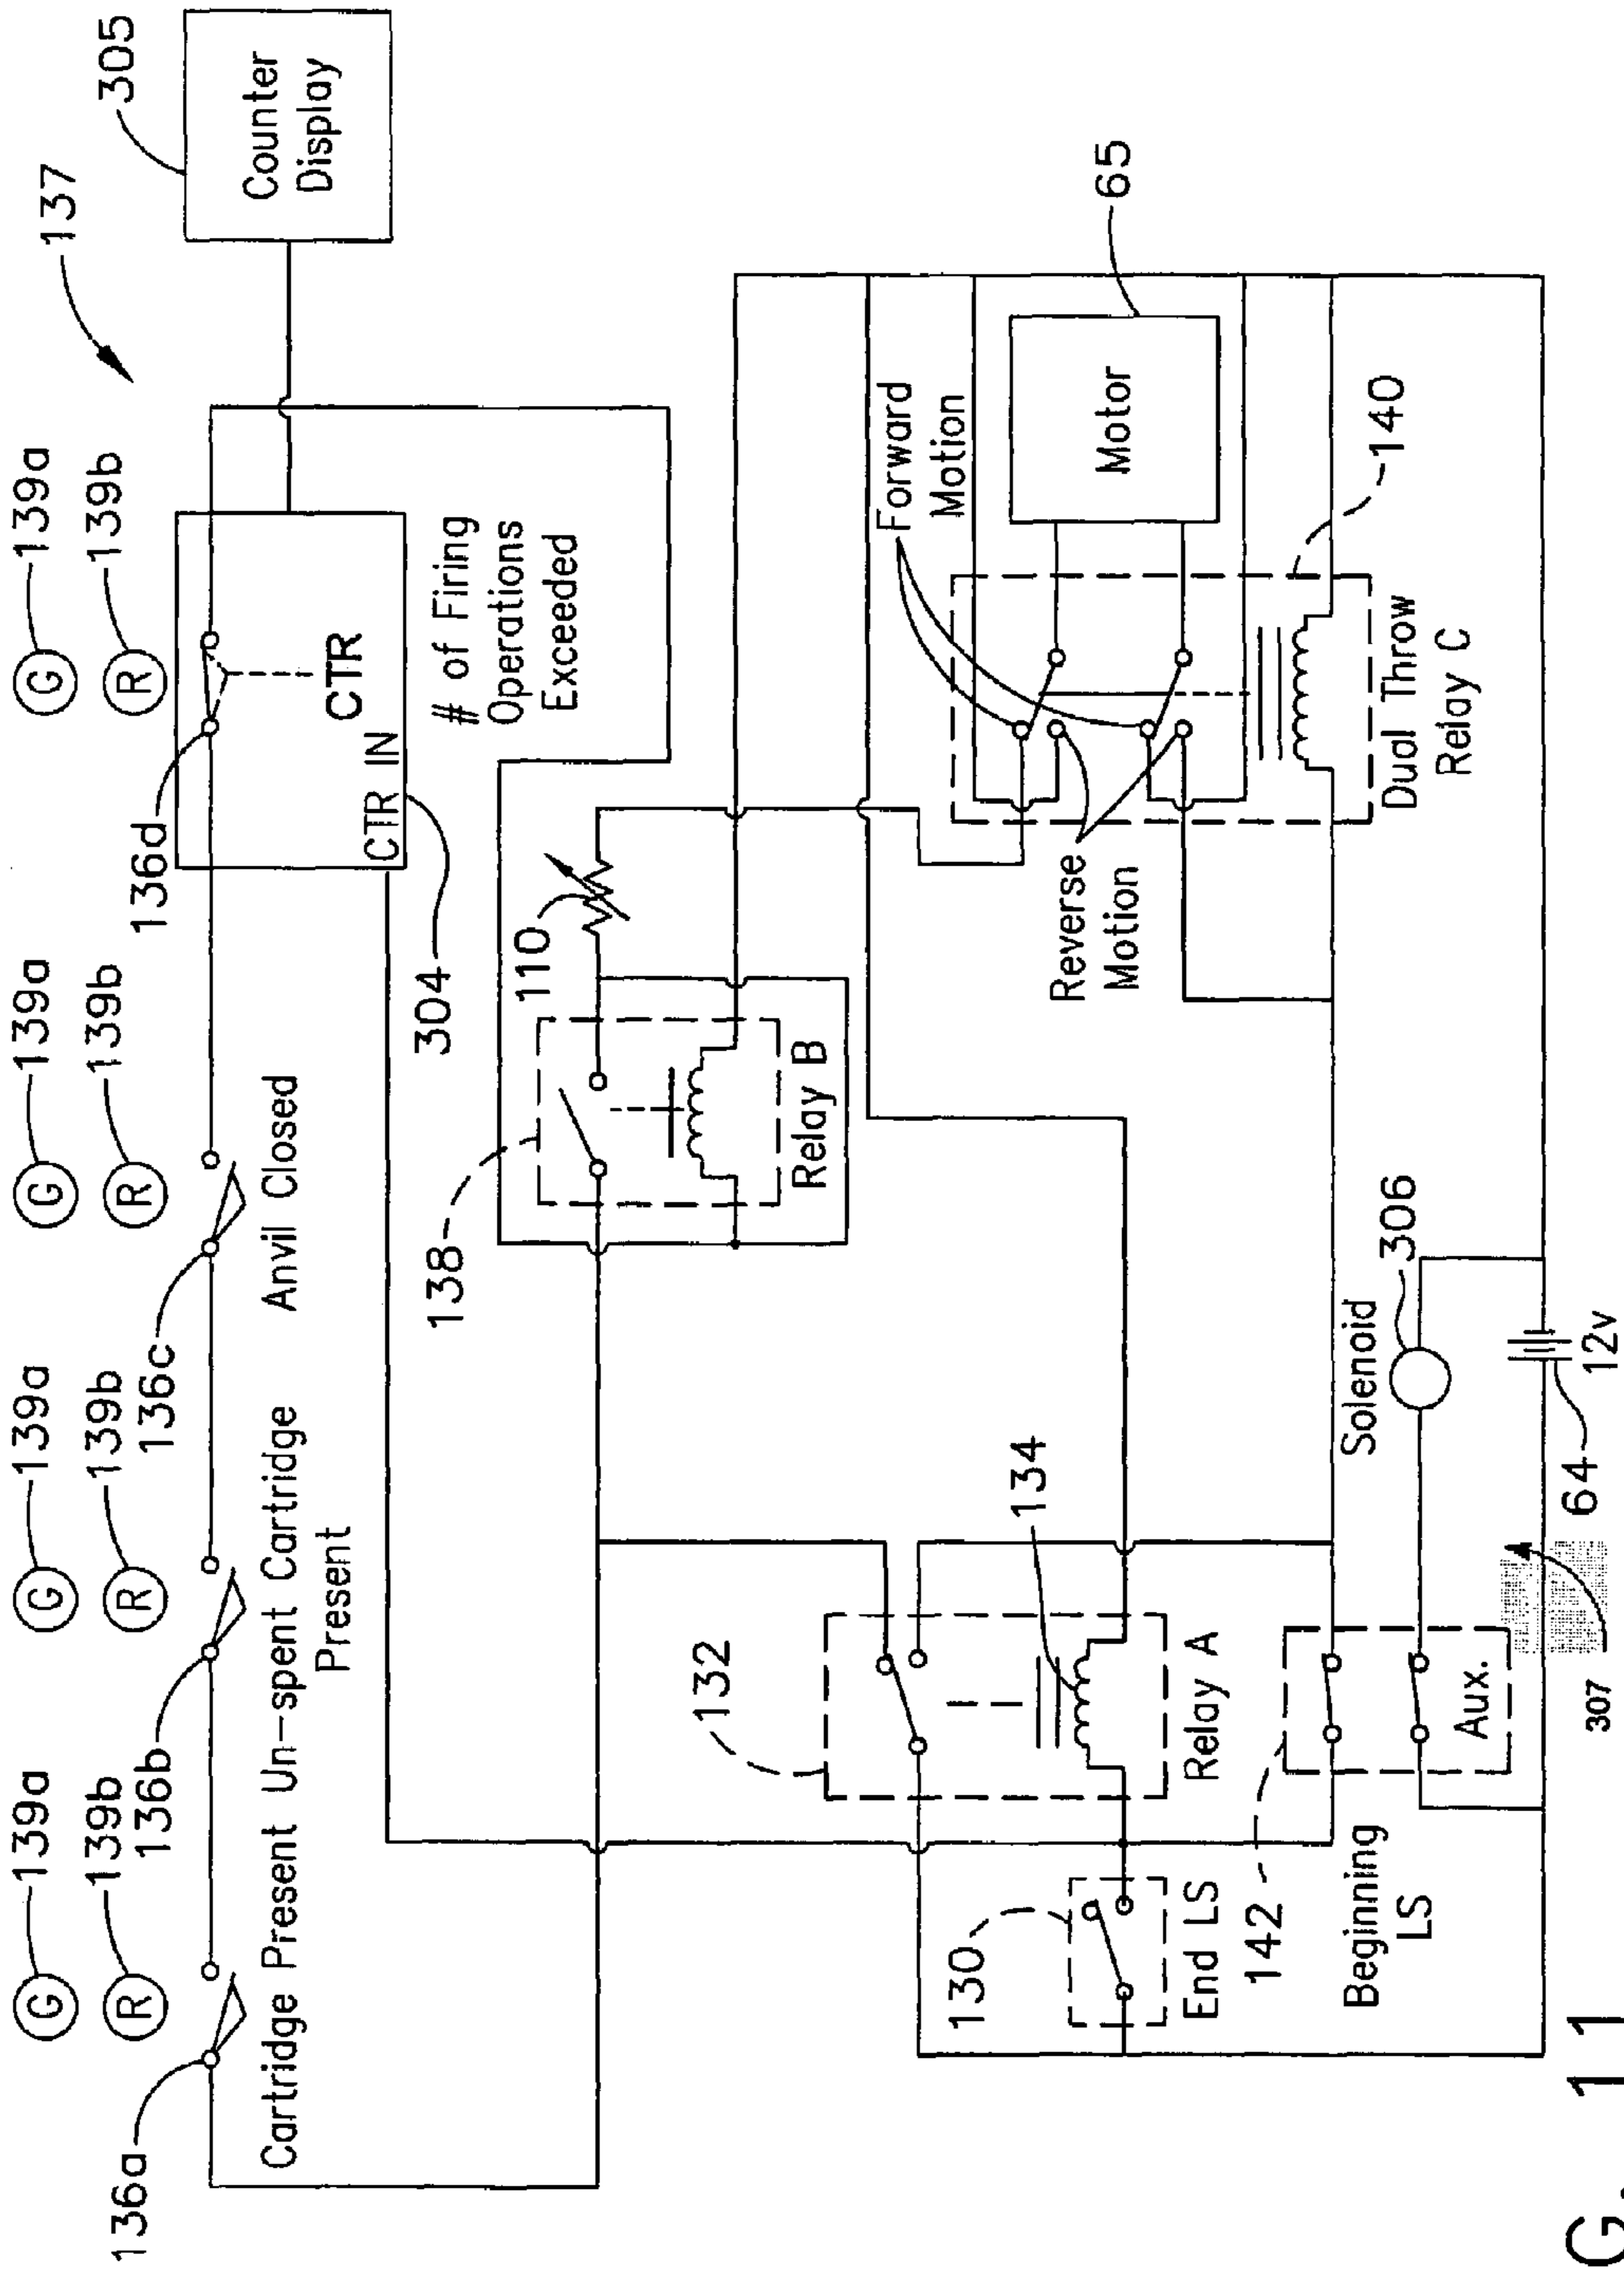 G 139a
R 139b
136a
Cartridge Present
G 139a
R 139b
136b
Un-spent Cartridge
Present
G 139a
R 139b
136c
Anvil Closed
G 139a
R 139b
136d
CTR
CTR IN
304
# of Firing
Operations
Exceeded
137
Counter
Display
305
138
Relay B
110
Forward
Motion
Motor
65
Reverse
Motion
140
Dual Throw
Relay C
132
134
Relay A
130
End LS
142
Beginning
LS
Aux.
Solenoid
306
307
64
12v
G. 11